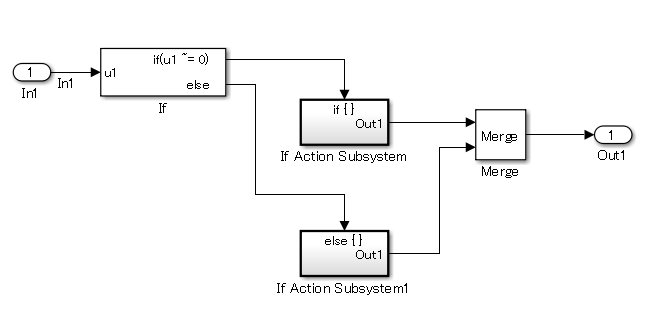 1
In1
In1
u1
if(u1 ~= 0)
else
If
if { }
Out1
If Action Subsystem
else { }
Out1
If Action Subsystem1
Merge
Merge
1
Out1